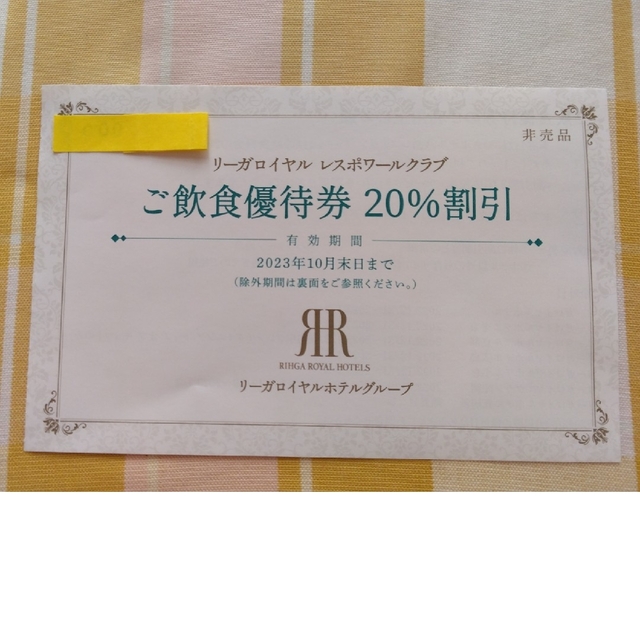 非売品
リーガロイヤル レスポワールクラブ
ご飲食優待券 20%割引
有効期間
2023年10月末日まで
(除外期間は裏面をご参照ください。)
RIHGA ROYAL HOTELS
リーガロイヤルホテルグループ